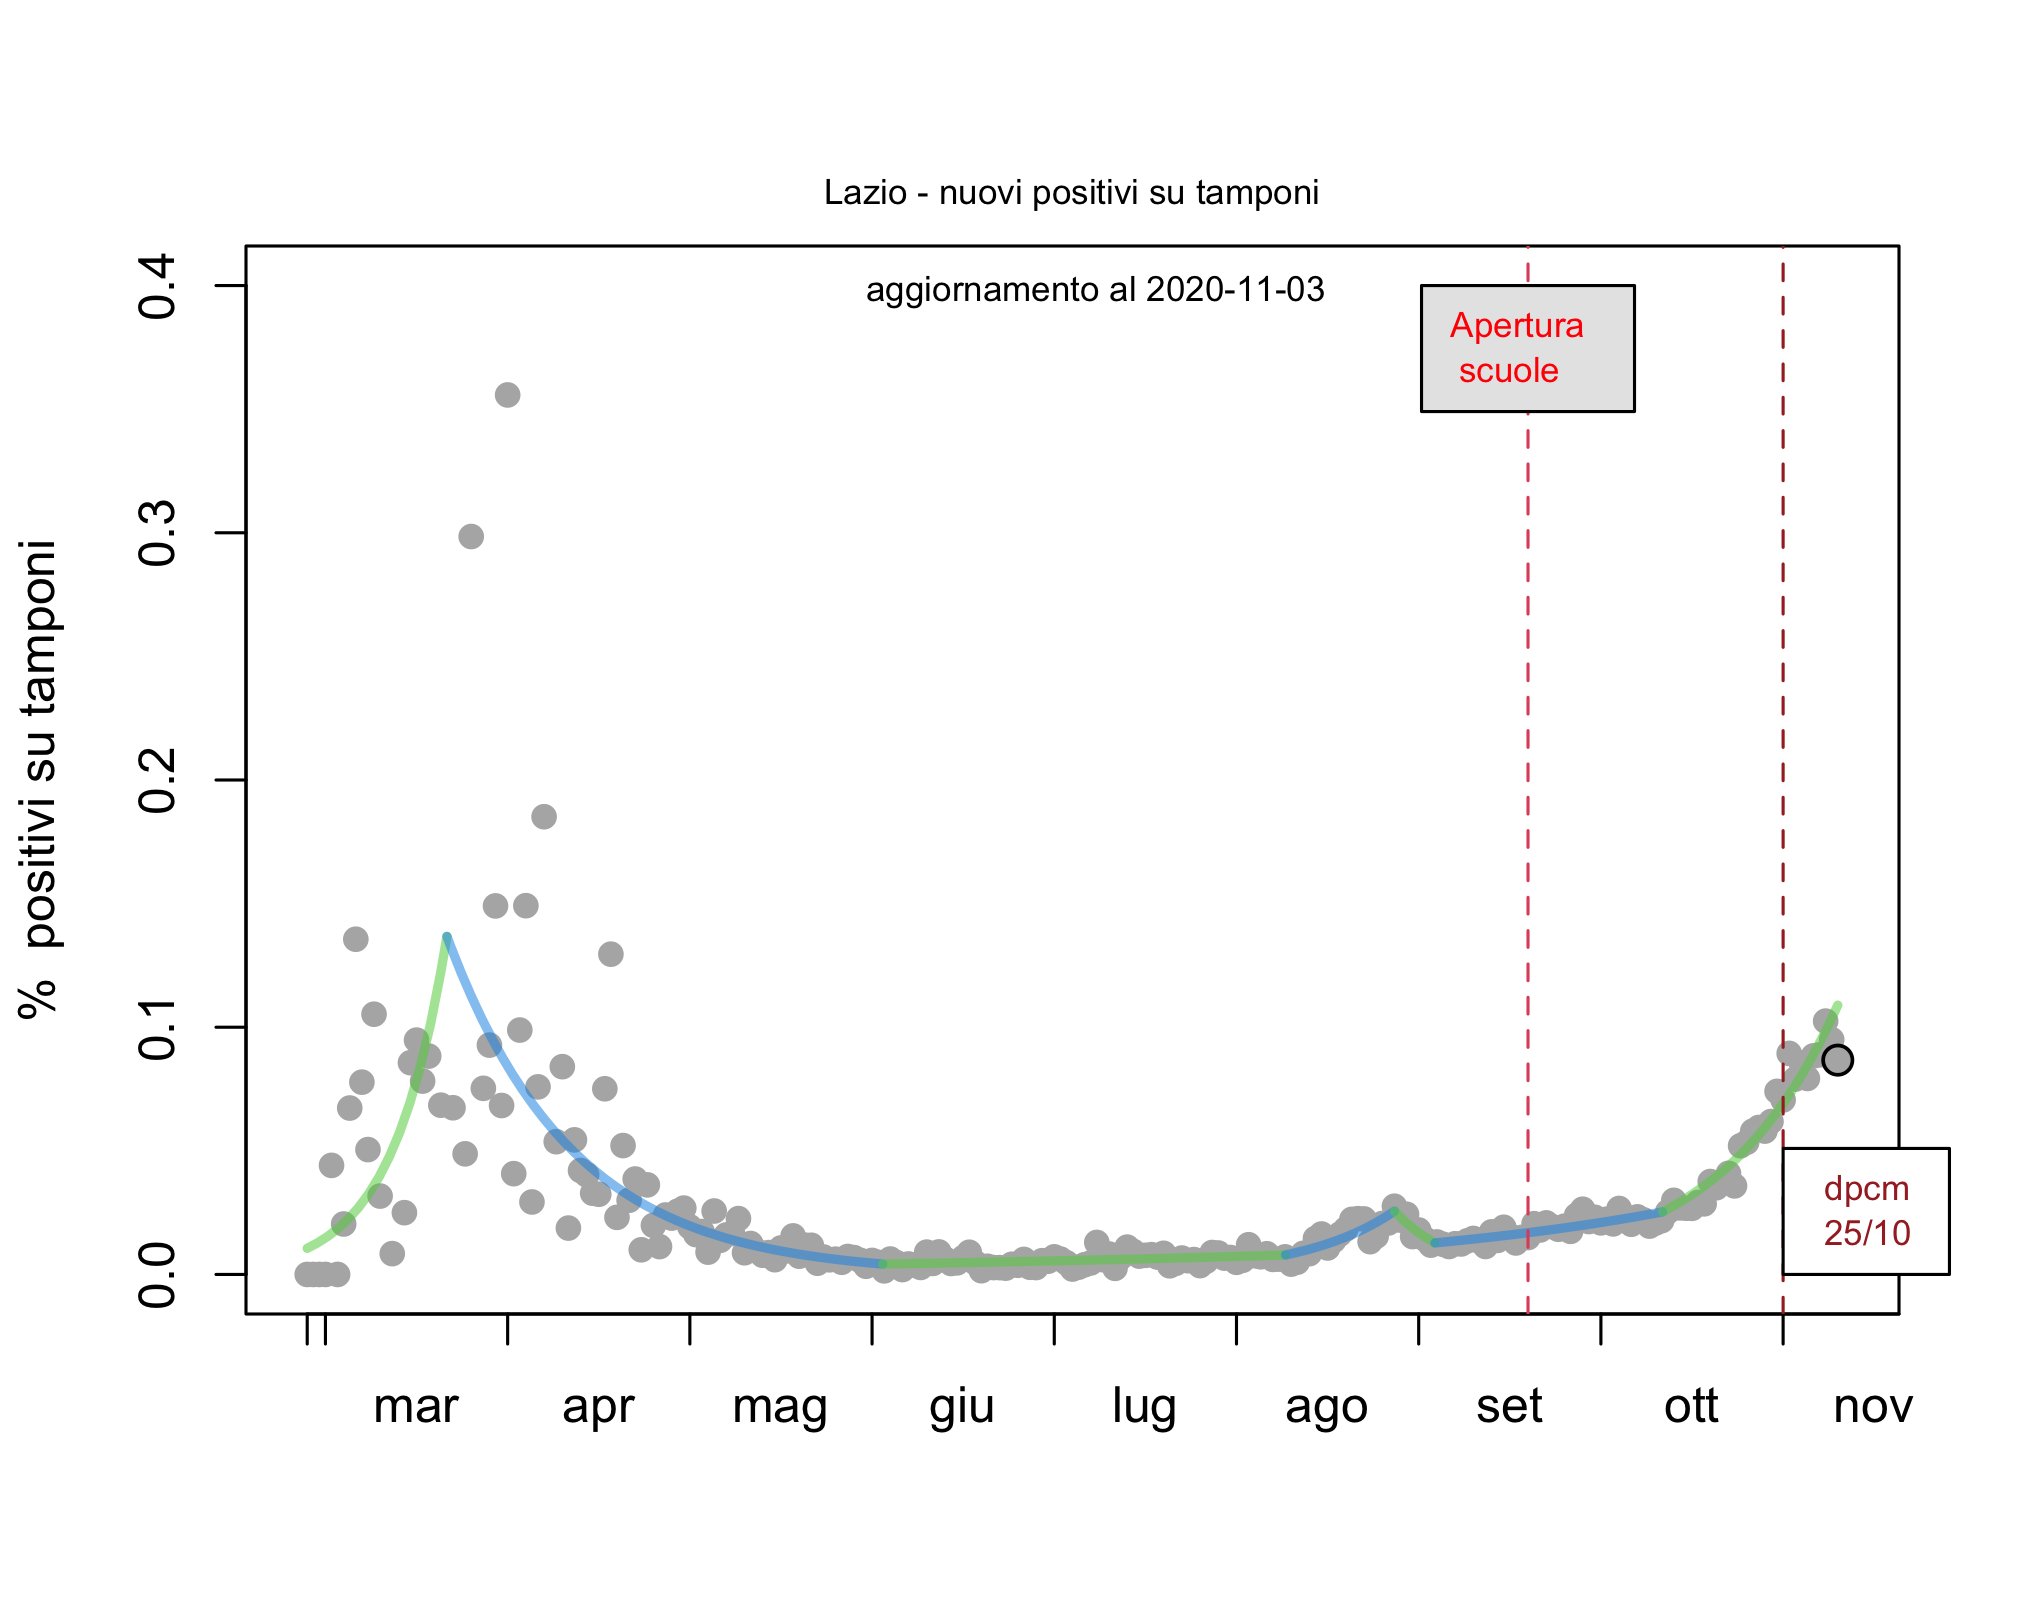 Lazio - nuovi positivi su tamponi
aggiornamento al 2020-11-03
Apertura
scuole
% positivi su tamponi
0.4
0.3
0.2
0.1
0.0
dpcm
25/10
mar apr mag giu lug ago set ott nov